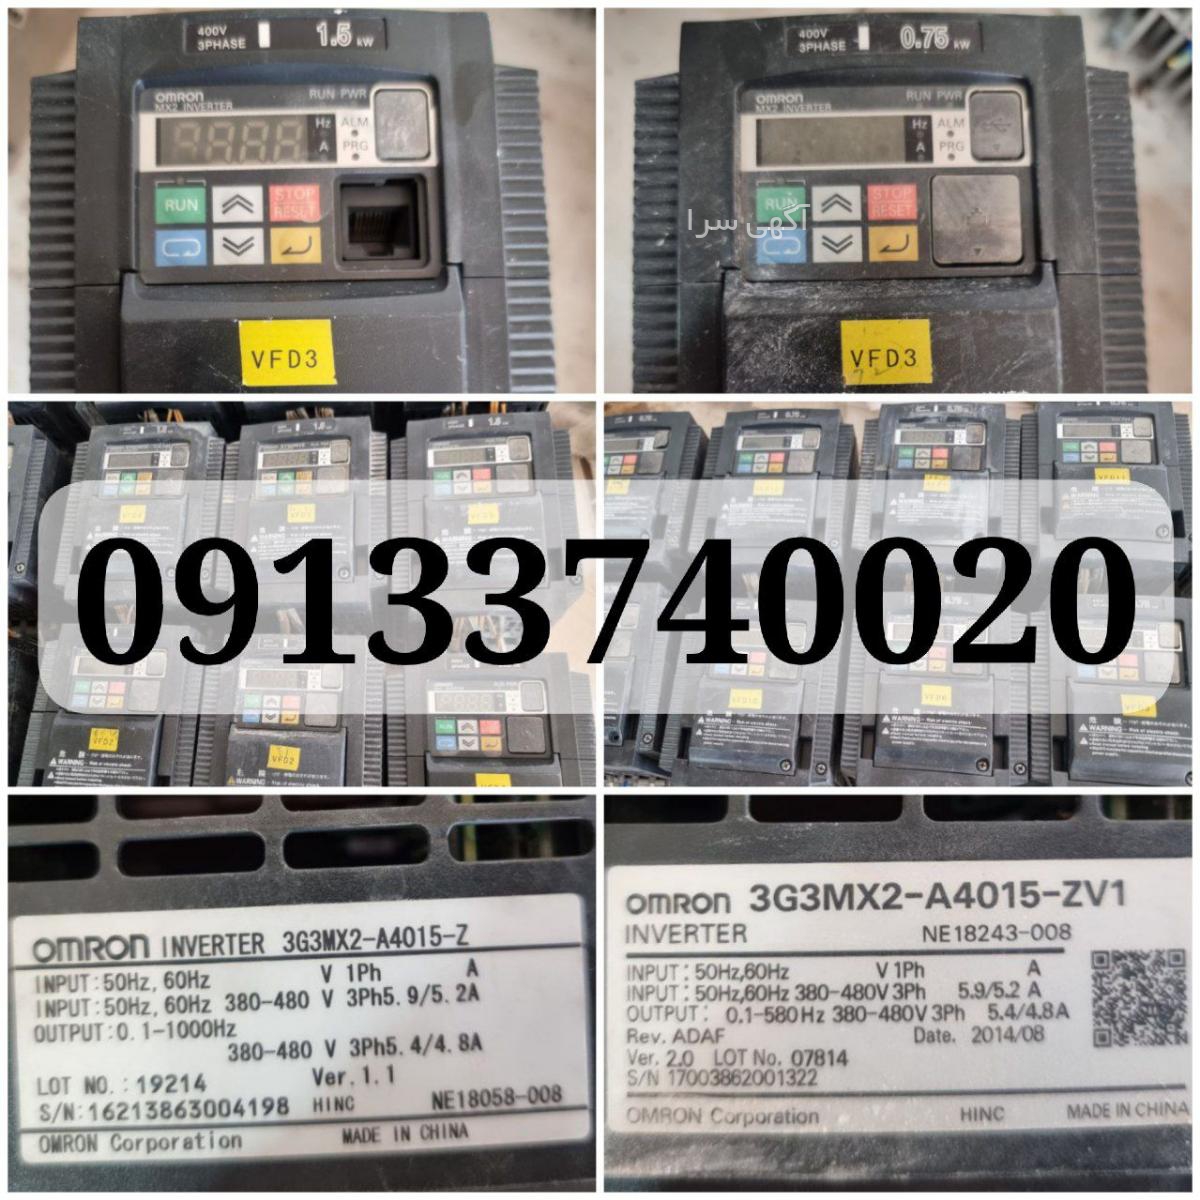 400V
3PHASE
1.5 kW
OMRON
MX2 INVERTER
RUN PWR
Hz
A
ALM
PRG
RUN
STOP
RESET
VFD3
400V
3PHASE
0.75 kW
OMRON
MX2 INVERTER
RUN PWR
Hz
A
ALM
PRG
RUN
STOP
RESET
آگهی سرا
VFD3
09133740020
VFD2
VFD2
WARNING
WARNING
OMRON INVERTER 3G3MX2-A4015-Z
INPUT:50Hz, 60Hz V 1Ph A
INPUT:50Hz, 60Hz 380-480 V 3Ph5.9/5.2A
OUTPUT:0.1-1000Hz
380-480 V 3Ph5.4/4.8A
LOT NO.:19214 Ver.1.1
S/N:16213863004198 HINC NE18058-008
OMRON Corporation MADE IN CHINA
OMRON 3G3MX2-A4015-ZV1
INVERTER NE18243-008
INPUT: 50Hz,60Hz V 1Ph A
INPUT: 50Hz,60Hz 380-480V 3Ph 5.9/5.2 A
OUTPUT: 0.1-580Hz 380-480V 3Ph 5.4/4.8A
Rev. ADAF Date. 2014/08
Ver. 2.0 LOT No. 07814
S/N 17003862001322
OMRON Corporation HINC MADE IN CHINA